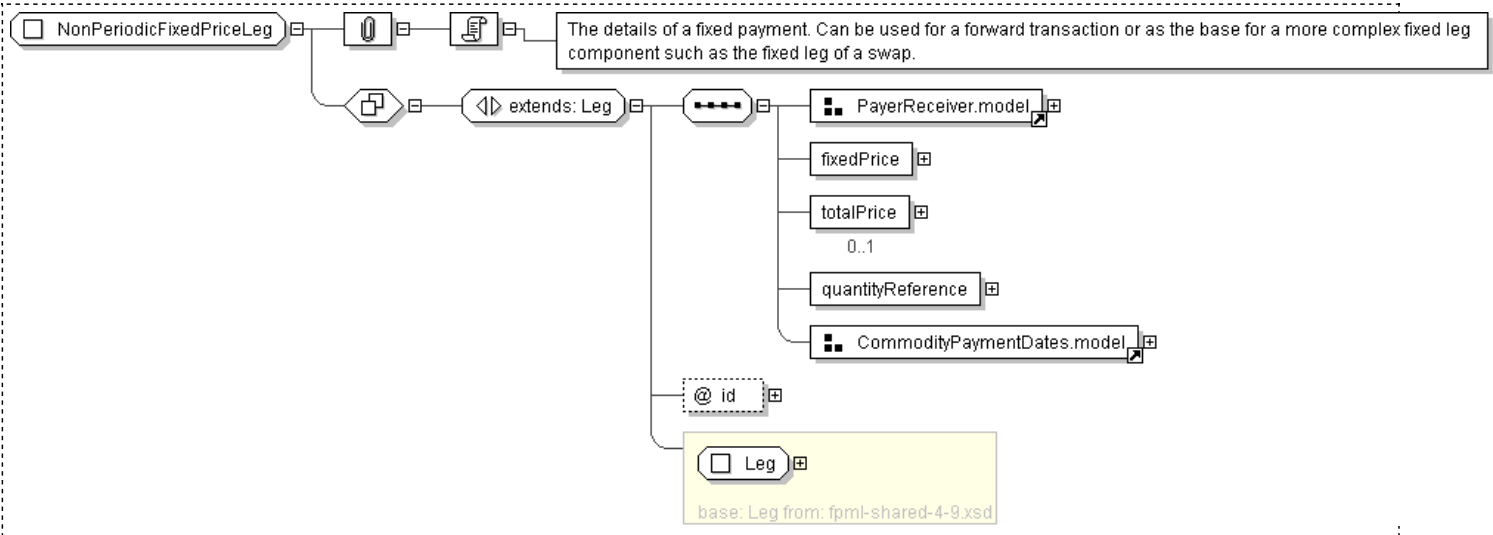 NonPeriodicFixedPriceLeg
The details of a fixed payment. Can be used for a forward transaction or as the base for a more complex fixed leg
component such as the fixed leg of a swap.
extends: Leg
PayerReceiver.model
fixedPrice
totalPrice
0..1
quantityReference
CommodityPaymentDates.model
@ id
Leg
base: Leg from: fpml-shared-4-9.xsd